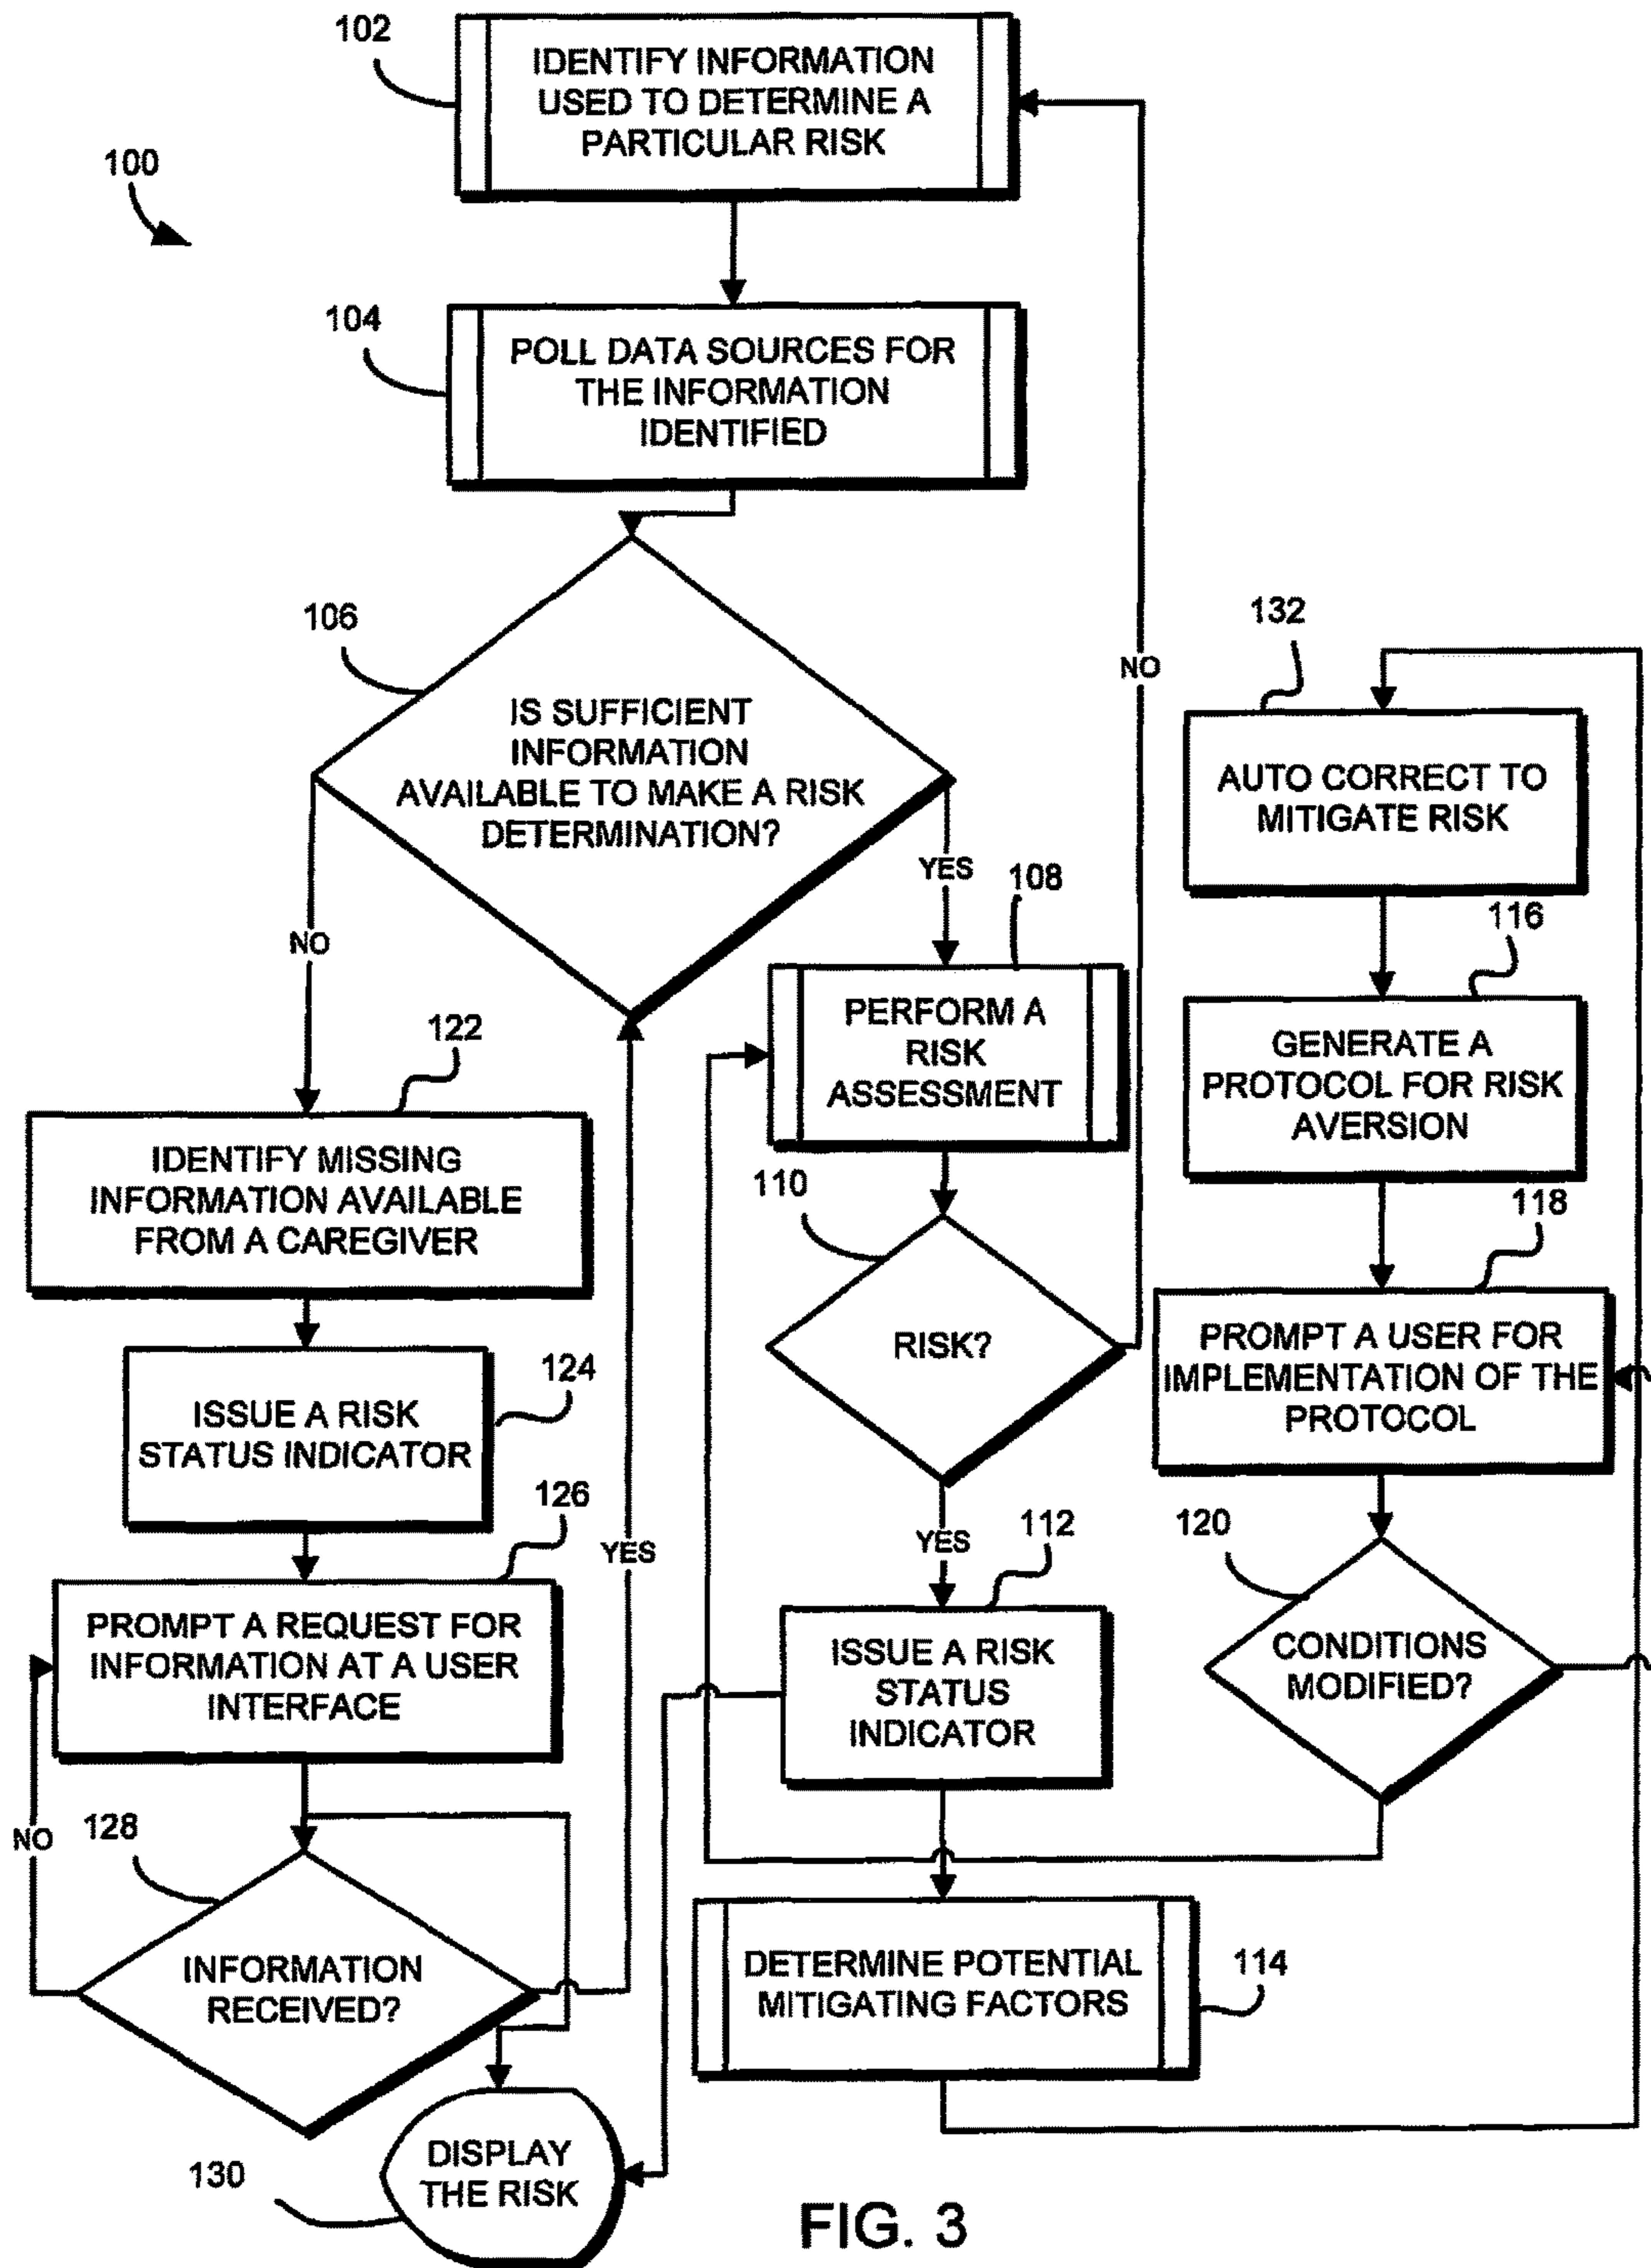 102
IDENTIFY INFORMATION
USED TO DETERMINE A
PARTICULAR RISK
100
104
POLL DATA SOURCES FOR
THE INFORMATION
IDENTIFIED
106
IS SUFFICIENT
INFORMATION
AVAILABLE TO MAKE A RISK
DETERMINATION?
NO
YES
NO
122
IDENTIFY MISSING
INFORMATION AVAILABLE
FROM A CAREGIVER
124
ISSUE A RISK
STATUS INDICATOR
126
PROMPT A REQUEST FOR
INFORMATION AT A USER
INTERFACE
NO
YES
128
INFORMATION
RECEIVED?
130
DISPLAY
THE RISK
108
PERFORM A
RISK
ASSESSMENT
110
RISK?
YES
112
ISSUE A RISK
STATUS
INDICATOR
DETERMINE POTENTIAL
MITIGATING FACTORS
114
132
AUTO CORRECT TO
MITIGATE RISK
116
GENERATE A
PROTOCOL FOR RISK
AVERSION
118
PROMPT A USER FOR
IMPLEMENTATION OF THE
PROTOCOL
120
CONDITIONS
MODIFIED?
FIG. 3